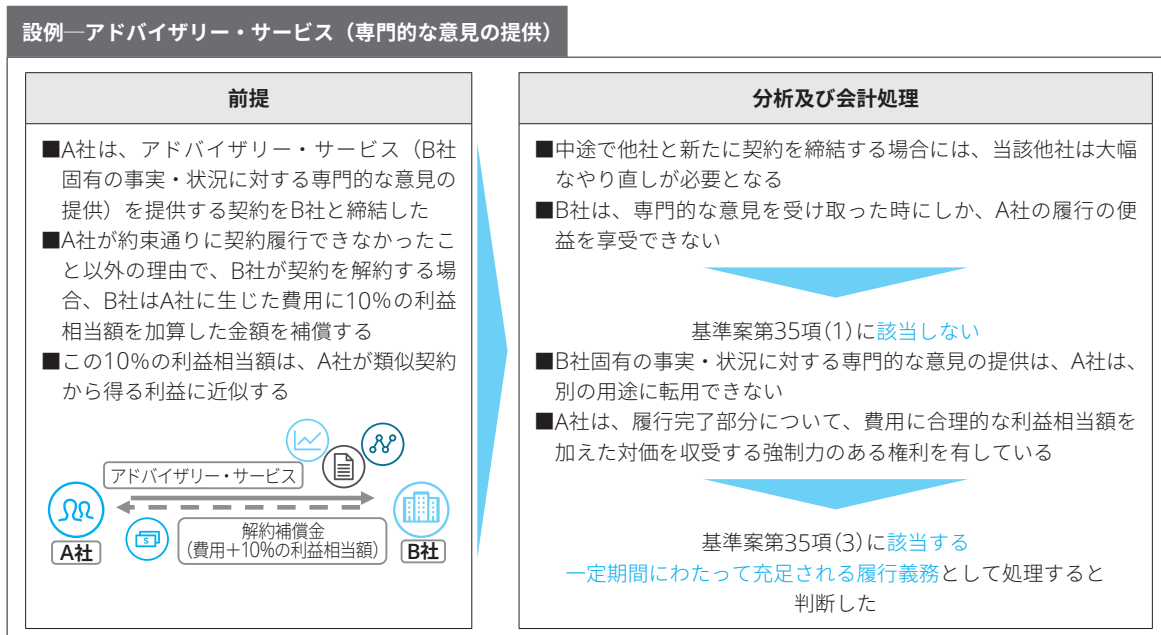 設例―アドバイザリー・サービス（専門的な意見の提供）
前提
■A社は、アドバイザリー・サービス（B社
固有の事実・状況に対する専門的な意見の
提供）を提供する契約をB社と締結した
■A社が約束通りに契約履行できなかったこ
と以外の理由で、B社が契約を解約する場
合、B社はA社に生じた費用に10％の利益
相当額を加算した金額を補償する
■この10％の利益相当額は、A社が類似契約
から得る利益に近似する
アドバイザリー・サービス
解約補償金
（費用＋10％の利益相当額）
A社
B社
分析及び会計処理
■中途で他社と新たに契約を締結する場合には、当該他社は大幅
なやり直しが必要となる
■B社は、専門的な意見を受け取った時にしか、A社の履行の便
益を享受できない
基準案第35項(1)に該当しない
■B社固有の事実・状況に対する専門的な意見の提供は、A社は、
別の用途に転用できない
■A社は、履行完了部分について、費用に合理的な利益相当額を
加えた対価を収受する強制力のある権利を有している
基準案第35項(3)に該当する
一定期間にわたって充足される履行義務として処理すると
判断した